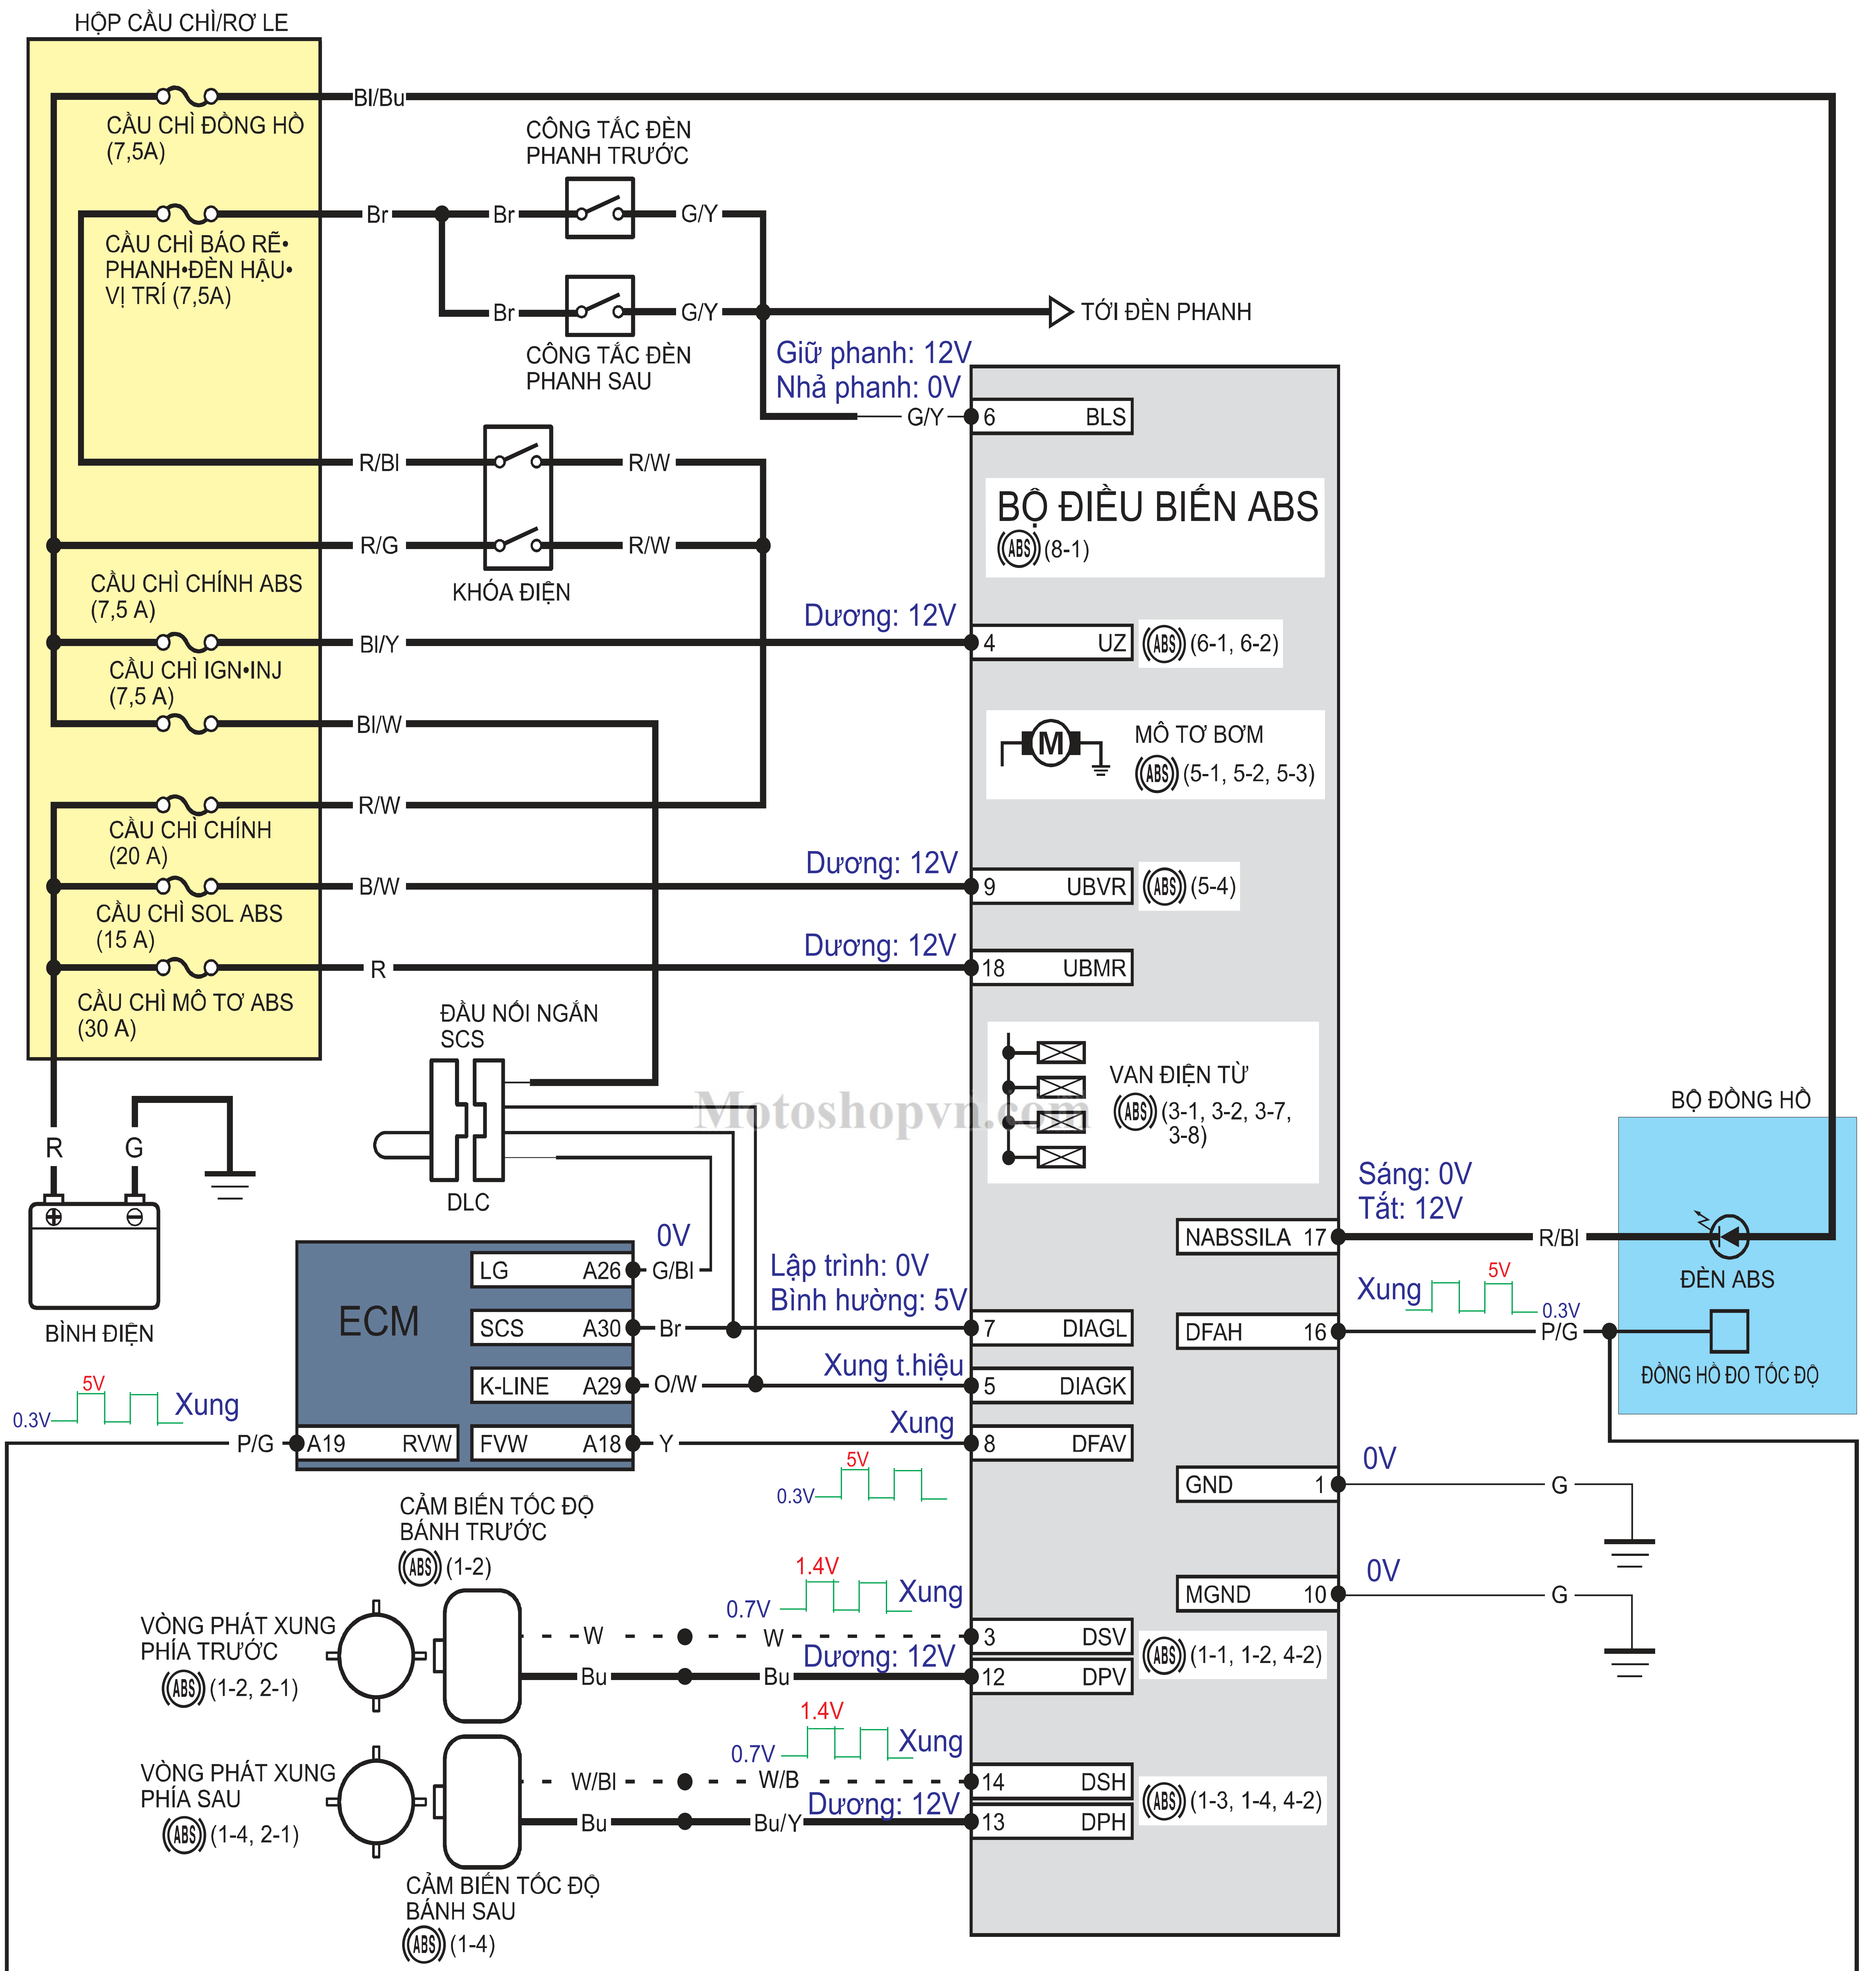 HỘP CẦU CHÌ/RƠ LE
Bl/Bu
CẦU CHÌ ĐỒNG HỒ
(7,5A)
CÔNG TẮC ĐÈN
PHANH TRƯỚC
Br
Br
G/Y
CẦU CHÌ BÁO RẼ•
PHANH•ĐÈN HẬU•
VỊ TRÍ (7,5A)
Br
G/Y
TỚI ĐÈN PHANH
CÔNG TẮC ĐÈN
PHANH SAU
Giữ phanh: 12V
Nhả phanh: 0V
G/Y
6 BLS
R/Bl
R/W
BỘ ĐIỀU BIẾN ABS
ABS (8-1)
R/G
R/W
KHÓA ĐIỆN
CẦU CHÌ CHÍNH ABS
(7,5 A)
Dương: 12V
Bl/Y
4 UZ
ABS (6-1, 6-2)
CẦU CHÌ IGN•INJ
(7,5 A)
Bl/W
M
MÔ TƠ BƠM
ABS (5-1, 5-2, 5-3)
R/W
CẦU CHÌ CHÍNH
(20 A)
Dương: 12V
B/W
9 UBVR
ABS (5-4)
CẦU CHÌ SOL ABS
(15 A)
Dương: 12V
R
18 UBMR
CẦU CHÌ MÔ TƠ ABS
(30 A)
ĐẦU NỐI NGẮN
SCS
DLC
Motoshopvn.com
VAN ĐIỆN TỪ
ABS (3-1, 3-2, 3-7,
3-8)
BỘ ĐỒNG HỒ
R
G
BÌNH ĐIỆN
Sáng: 0V
Tắt: 12V
NABSSILA 17
R/Bl
ĐÈN ABS
0V
LG A26
G/Bl
Lập trình: 0V
Bình hường: 5V
ECM
SCS A30
Br
7 DIAGL
Xung
5V
0.3V
DFAH 16
P/G
ĐỒNG HỒ ĐO TỐC ĐỘ
K-LINE A29
O/W
Xung t.hiệu
5 DIAGK
5V
Xung
0.3V
P/G
A19 RVW
FVW A18
Y
Xung
8 DFAV
5V
0.3V
0V
GND 1
G
CẢM BIẾN TỐC ĐỘ
BÁNH TRƯỚC
ABS (1-2)
0V
MGND 10
G
1.4V
Xung
0.7V
VÒNG PHÁT XUNG
PHÍA TRƯỚC
ABS (1-2, 2-1)
W
W
3 DSV
ABS (1-1, 1-2, 4-2)
Dương: 12V
Bu
Bu
12 DPV
1.4V
Xung
0.7V
VÒNG PHÁT XUNG
PHÍA SAU
ABS (1-4, 2-1)
W/Bl
W/B
14 DSH
ABS (1-3, 1-4, 4-2)
Dương: 12V
Bu
Bu/Y
13 DPH
CẢM BIẾN TỐC ĐỘ
BÁNH SAU
ABS (1-4)